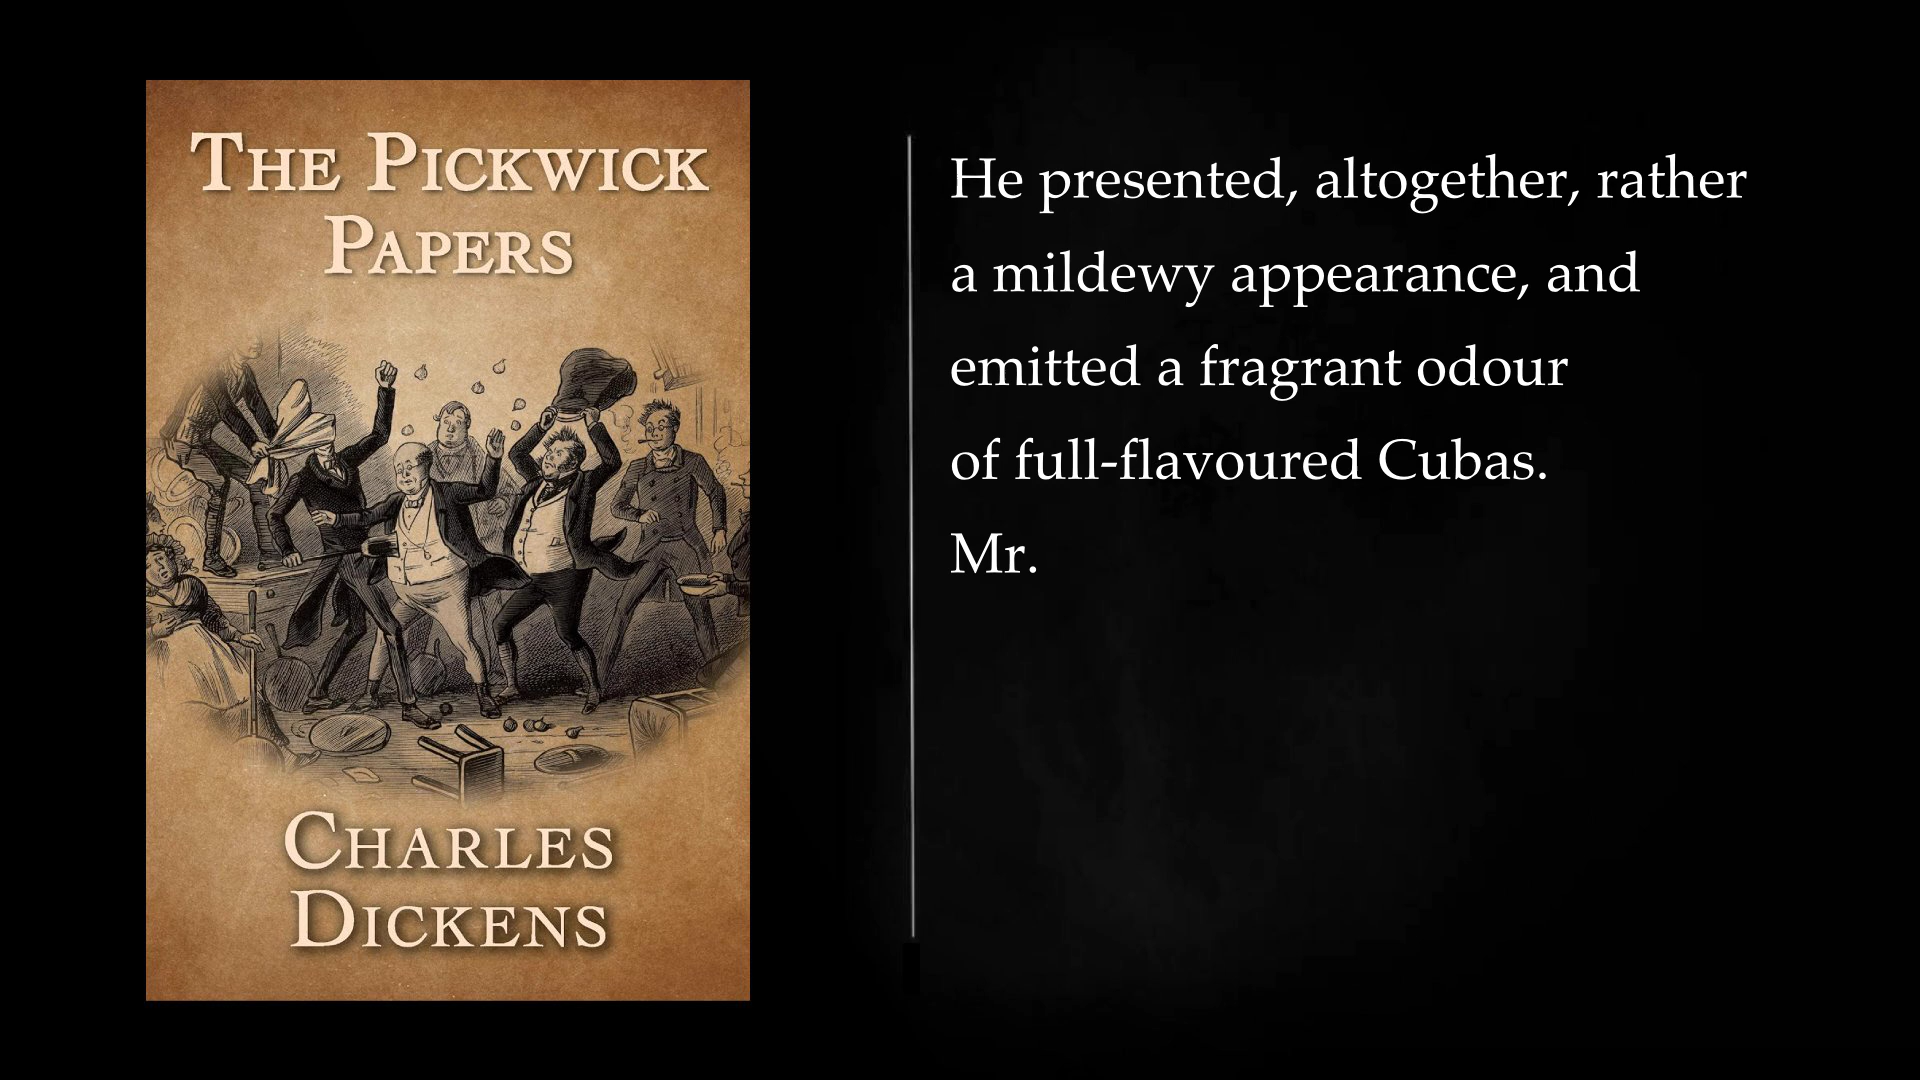 The Pickwick
Papers
Charles
Dickens
He presented, altogether, rather
a mildewy appearance, and
emitted a fragrant odour
of full-flavoured Cubas.
Mr.